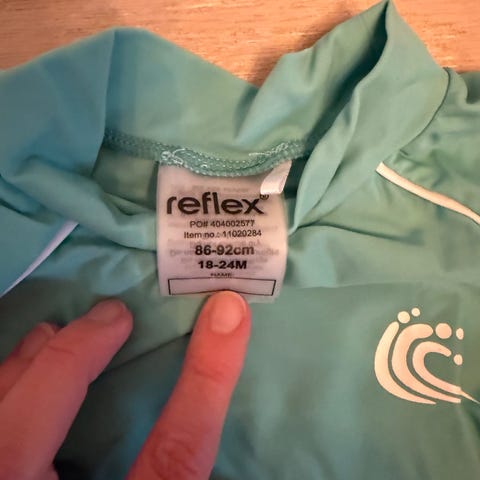 reflex®
PO# 404002577
Item no.: 11020284
86-92cm
18-24M
NAME